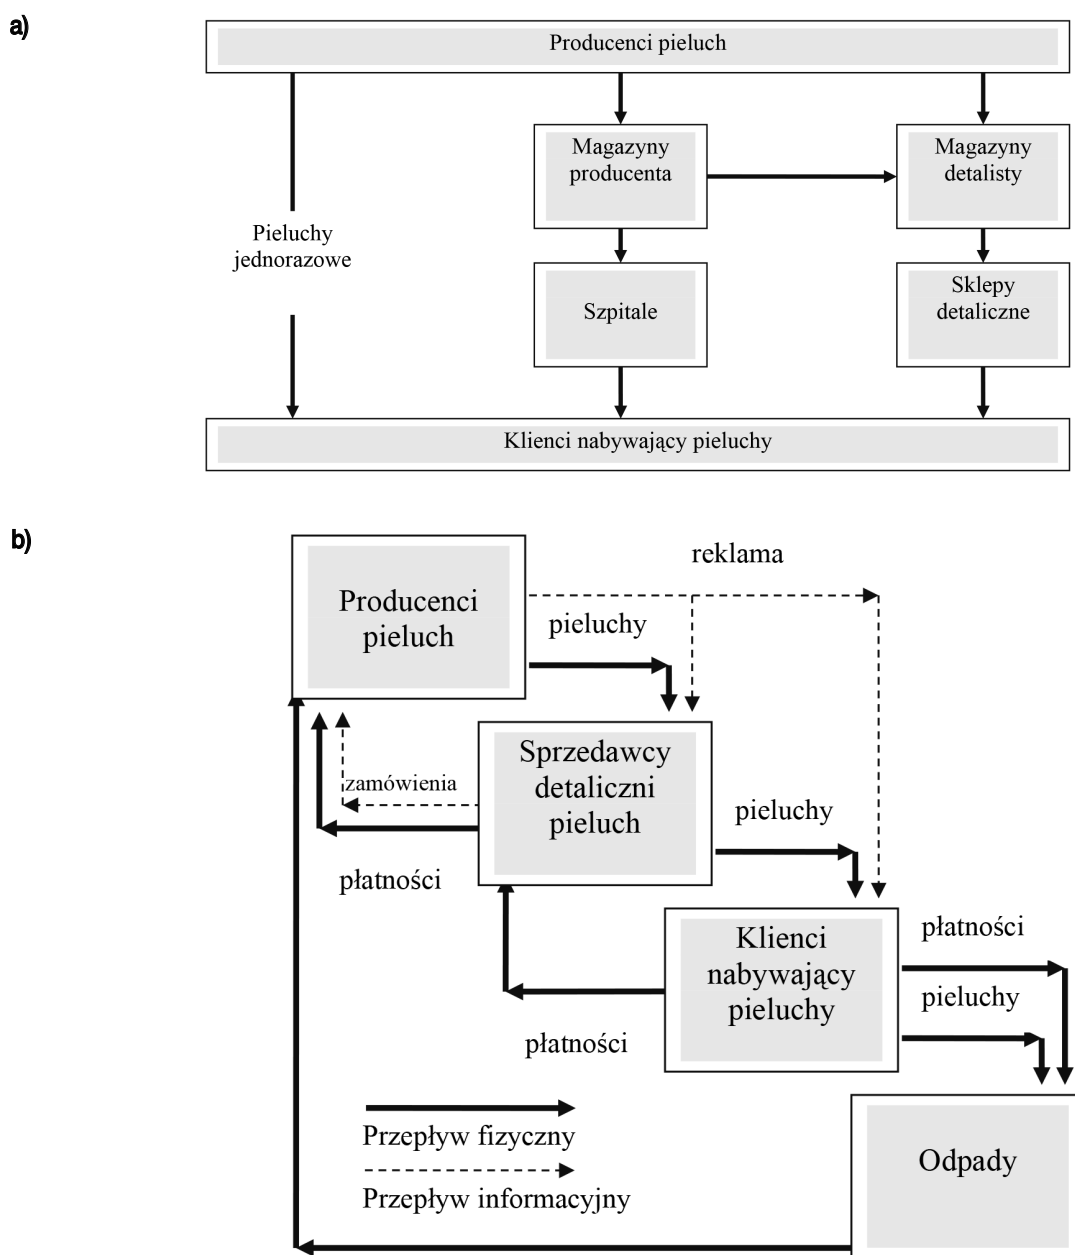 a)
Producenci pieluch
Magazyny
producenta
Magazyny
detalisty
Pieluchy
jednorazowe
Szpitale
Sklepy
detaliczne
Klienci nabywający pieluchy
b)
reklama
Producenci
pieluch
pieluchy
Sprzedawcy
detaliczni
pieluch
zamówienia
pieluchy
płatności
Klienci
nabywający
pieluchy
płatności
pieluchy
płatności
Przepływ fizyczny
Odpady
Przepływ informacyjny